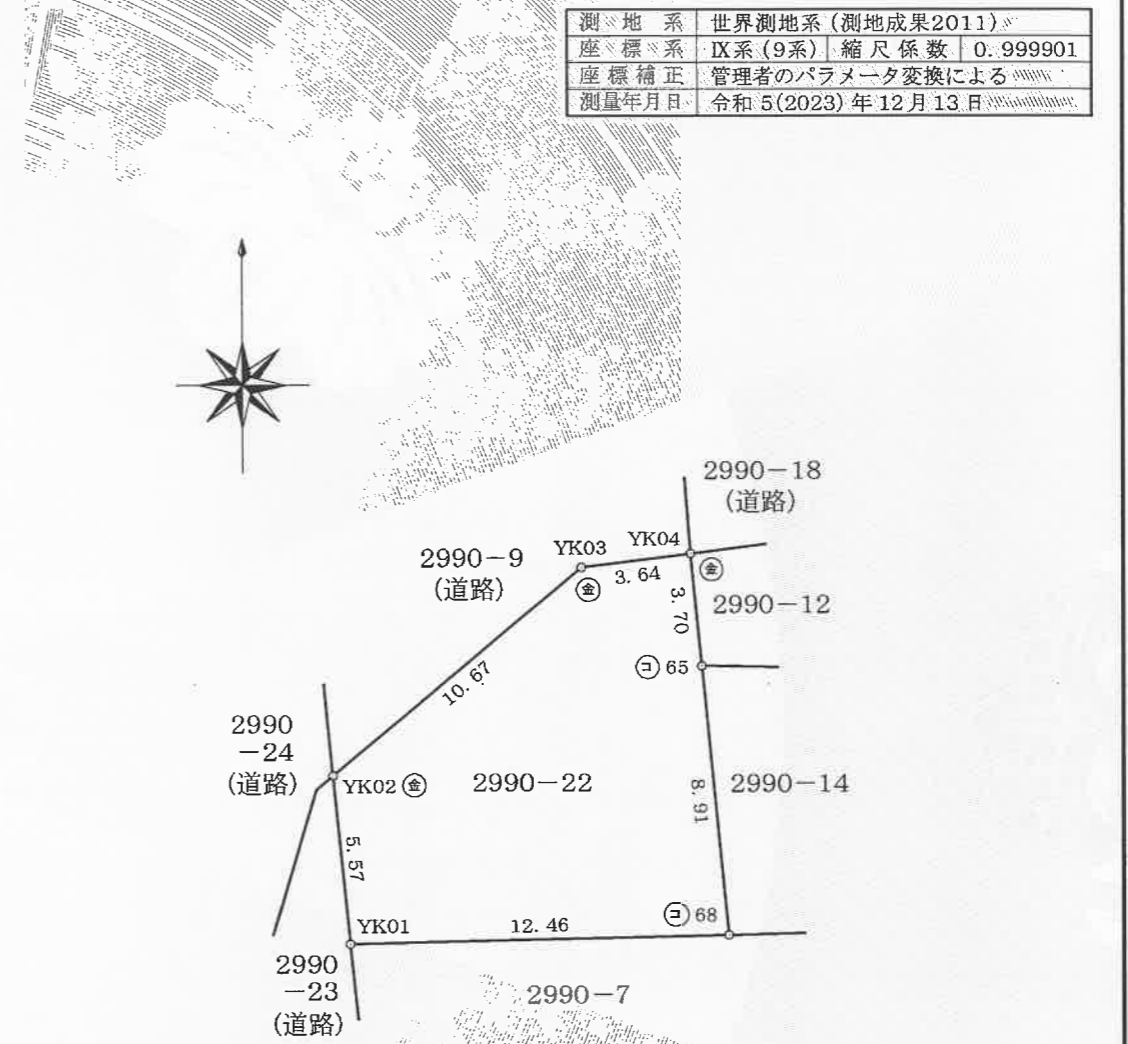 測地系 世界測地系 (測地成果2011)
座標系 Ⅸ系 (9系) 縮尺係数 0.999901
座標補正 管理者のパラメータ変換による
測量年月日 令和 5(2023) 年 12月 13日
2990-18
(道路)
YK04
YK03
2990-9
(道路)
3.64
金
金
3.70
2990-12
コ 65
10.67
2990
-24
(道路)
YK02 金
2990-22
8.91
2990-14
5.57
コ 68
YK01
12.46
2990
-23
(道路)
2990-7